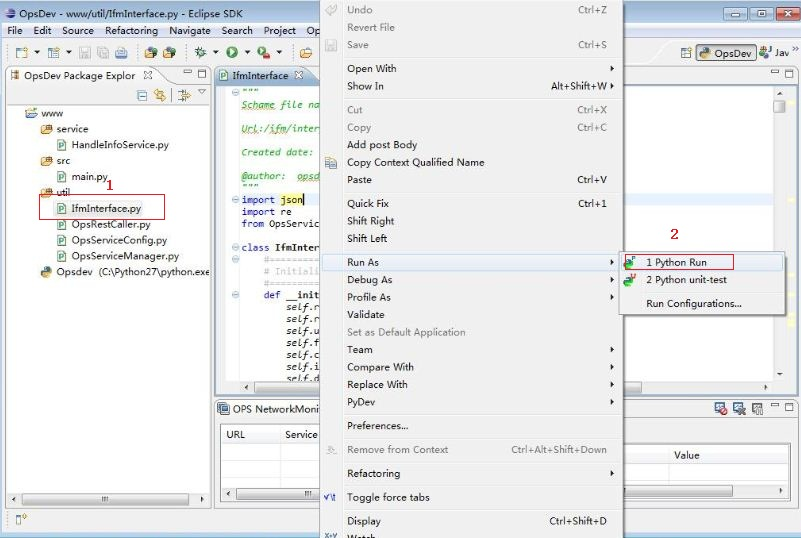 OpsDev - www/util/IfmInterface.py - Eclipse SDK
File Edit Source Refactoring Navigate Search Project
OpsDev
OpsDev Package Explor
www
service
HandleInfoService.py
src
main.py
1
util
IfmInterface.py
OpsRestCaller.py
OpsServiceConfig.py
OpsServiceManager.py
Opsdev (C:\Python27\python.exe
IfmInterface
"""
Schame file na
Url:/ifm/inter
Created date:
@author: opsd
"""
import json
import re
from OpsServic
class IfmInter
#==========
# Initiali
#==========
def __init
self.r
self.r
self.u
self.f
self.c
self.i
self.d
Undo Ctrl+Z
Revert File
Save Ctrl+S
Open With
Show In Alt+Shift+W
Cut Ctrl+X
Copy Ctrl+C
Add post Body
Copy Context Qualified Name
Paste Ctrl+V
Quick Fix Ctrl+1
Shift Right
Shift Left
Run As
Debug As
Profile As
Validate
Set as Default Application
Team
Compare With
Replace With
PyDev
Preferences...
Remove from Context Ctrl+Alt+Shift+Down
Refactoring
Toggle force tabs
Display Ctrl+Shift+D
Watch
2
1 Python Run
2 Python unit-test
Run Configurations...
OPS NetworkMoni
URL Service
Value